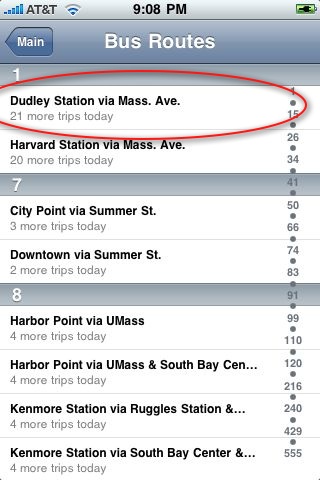 AT&T 9:08 PM
Main Bus Routes
1
Dudley Station via Mass. Ave.
21 more trips today
Harvard Station via Mass. Ave.
20 more trips today
7
City Point via Summer St.
3 more trips today
Downtown via Summer St.
2 more trips today
8
Harbor Point via UMass
4 more trips today
Harbor Point via UMass & South Bay Cen...
4 more trips today
Kenmore Station via Ruggles Station &...
4 more trips today
Kenmore Station via South Bay Center &...
4 more trips today
1
15
26
34
41
50
66
74
83
91
99
110
120
216
240
429
555